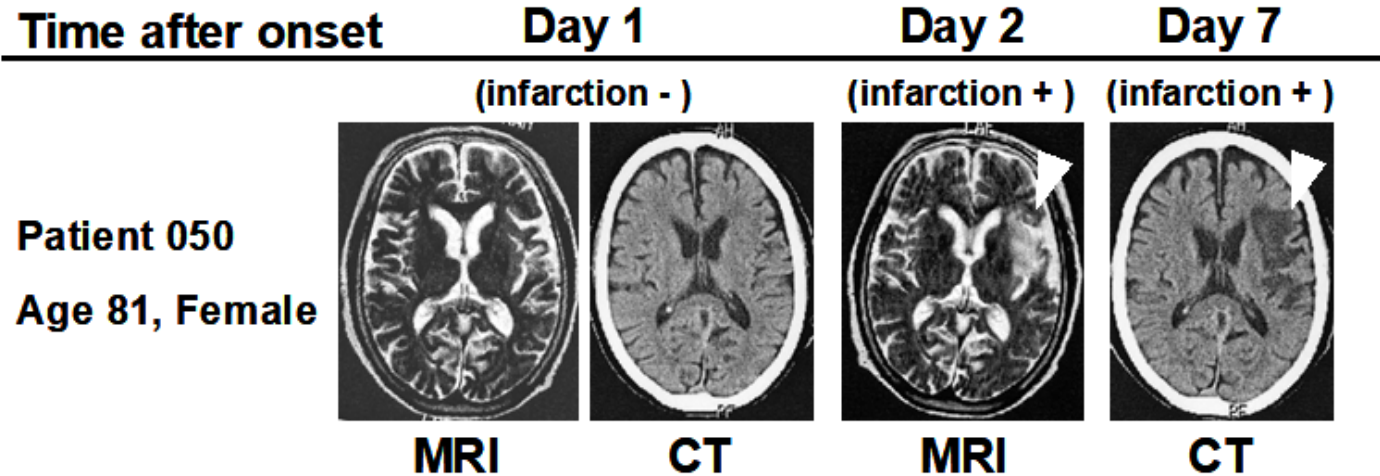 Time after onset Day 1 Day 2 Day 7
(infarction - ) (infarction + ) (infarction + )
AH
Patient 050
Age 81, Female
MRI CT MRI CT